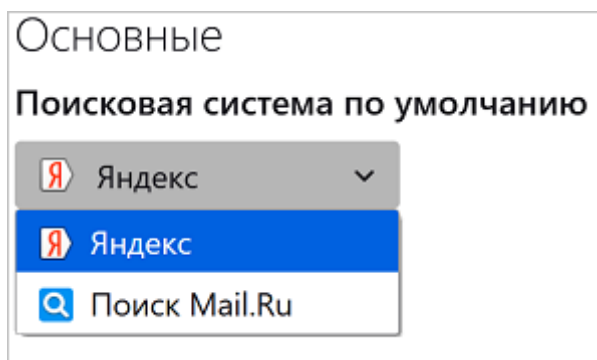 Основные
Поисковая система по умолчанию
Я Яндекс
Я Яндекс
Поиск Mail.Ru